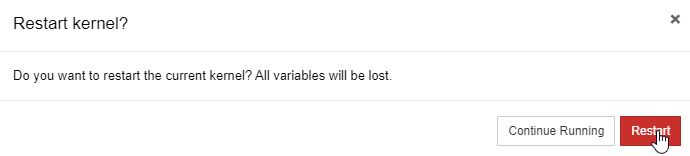 Restart kernel?
Do you want to restart the current kernel? All variables will be lost.
Continue Running
Restart